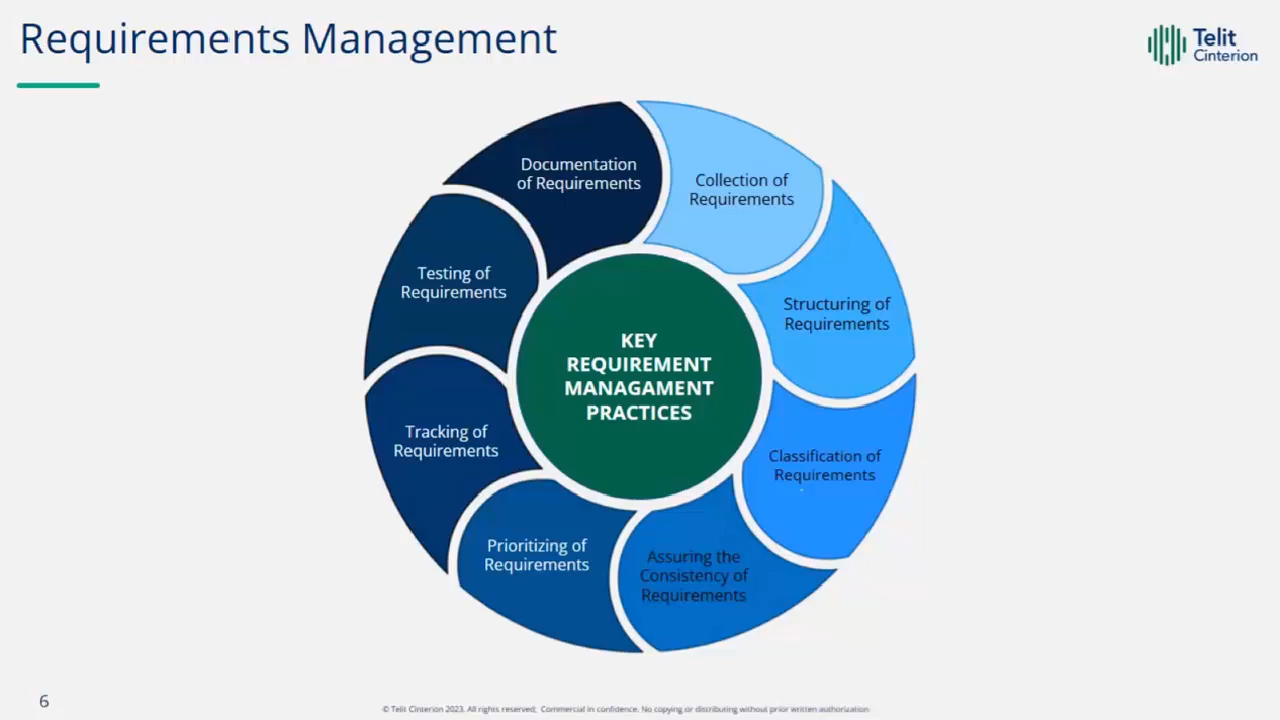 Requirements Management
Telit
Cinterion
Documentation
of Requirements
Collection of
Requirements
Structuring of
Requirements
Classification of
Requirements
Assuring the
Consistency of
Requirements
Prioritizing of
Requirements
Tracking of
Requirements
Testing of
Requirements
KEY
REQUIREMENT
MANAGAMENT
PRACTICES
6
© Telit Cinterion 2023. All rights reserved; Commercial in confidence. No copying or distributing without prior written authorization.